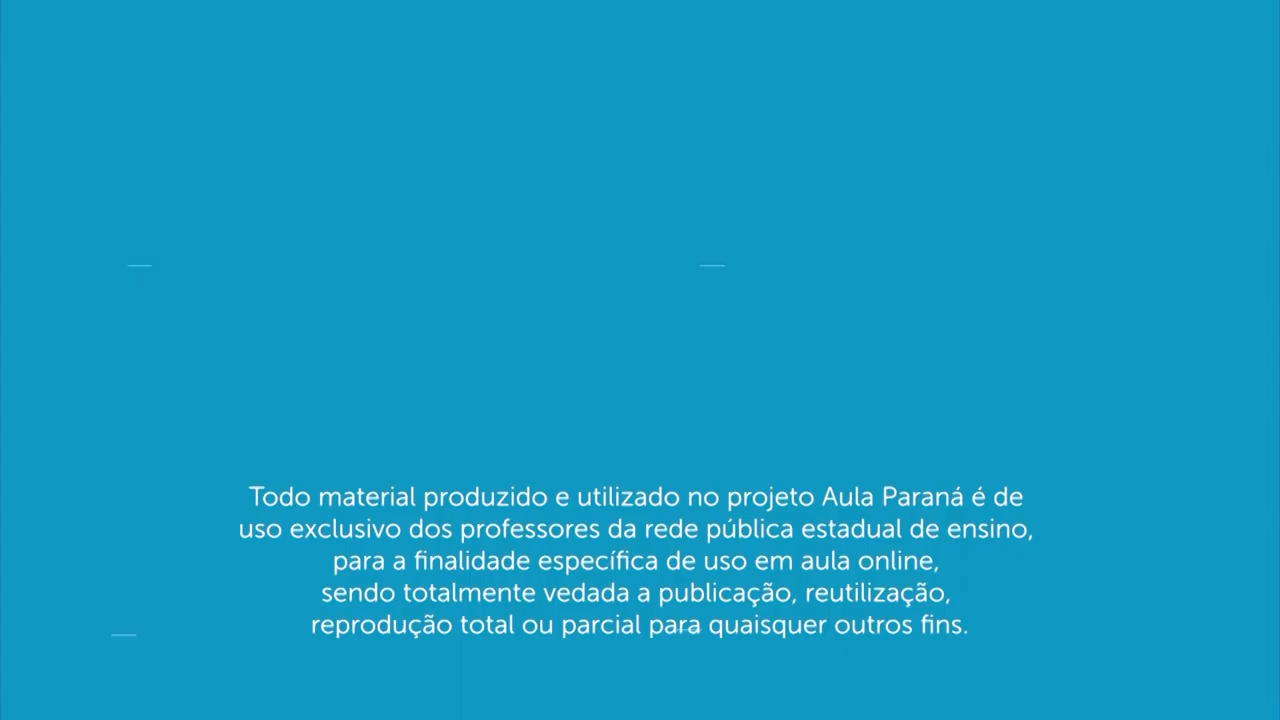 Todo material produzido e utilizado no projeto Aula Paraná é de
uso exclusivo dos professores da rede pública estadual de ensino,
para a finalidade específica de uso em aula online,
sendo totalmente vedada a publicação, reutilização,
reprodução total ou parcial para quaisquer outros fins.